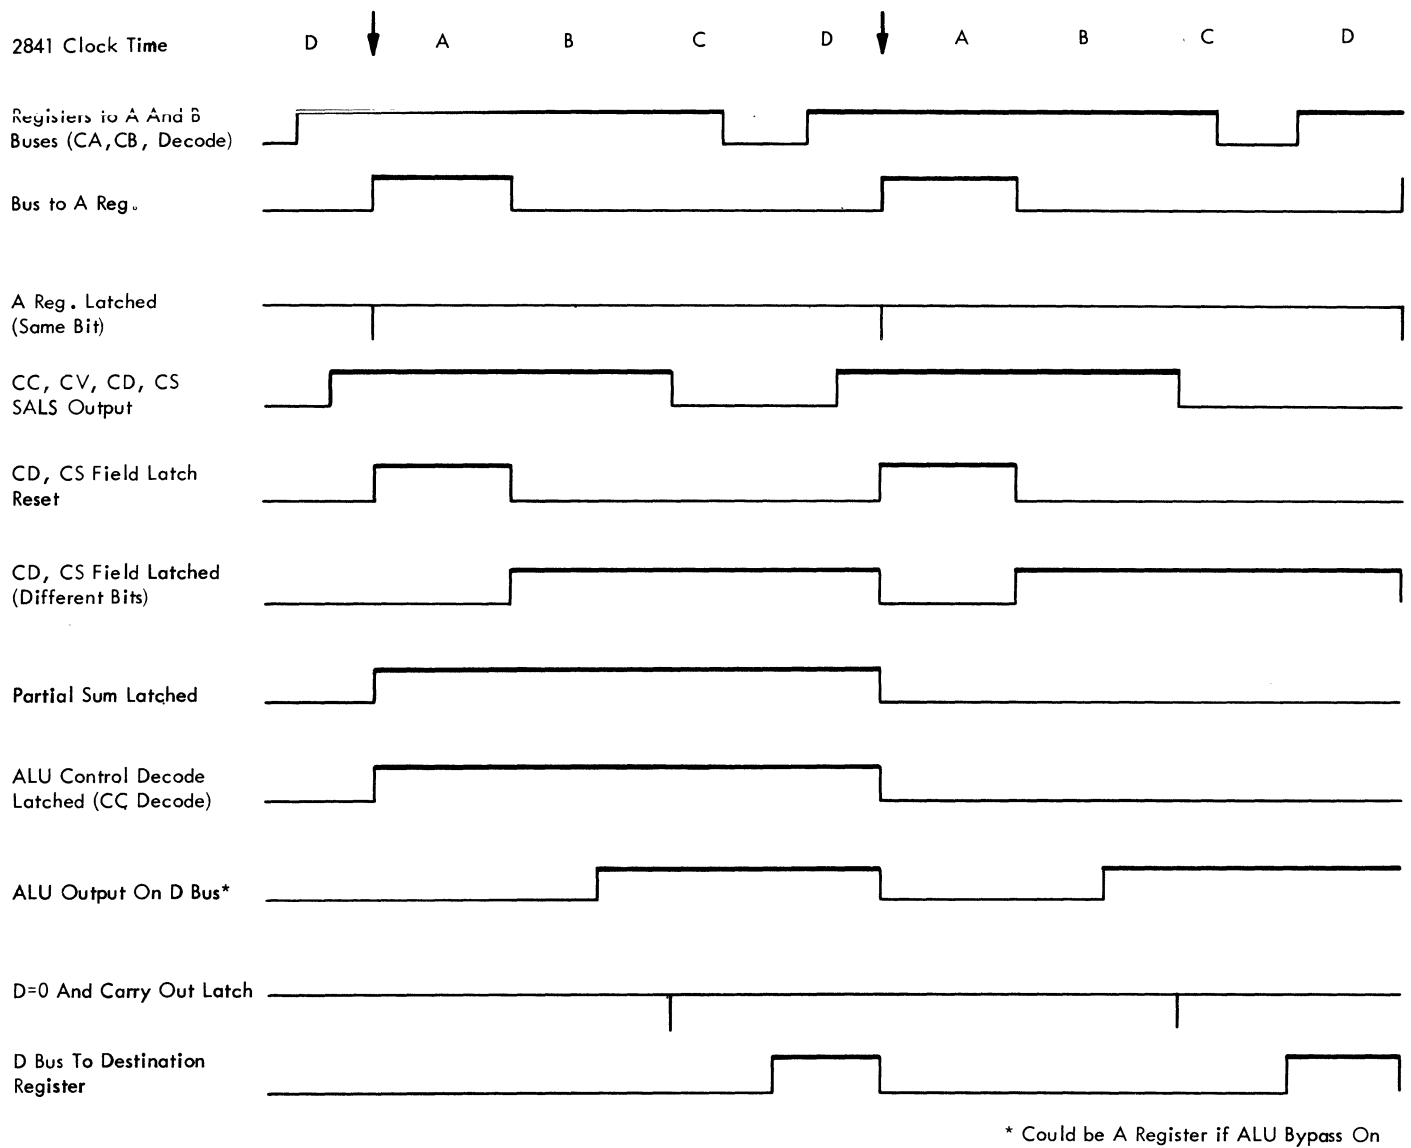 2841 Clock Time D A B C D A B C D
Registers to A And B
Buses (CA,CB, Decode)
Bus to A Reg.
A Reg. Latched
(Same Bit)
CC, CV, CD, CS
SALS Output
CD, CS Field Latch
Reset
CD, CS Field Latched
(Different Bits)
Partial Sum Latched
ALU Control Decode
Latched (CC Decode)
ALU Output On D Bus*
D=0 And Carry Out Latch
D Bus To Destination
Register
* Could be A Register if ALU Bypass On